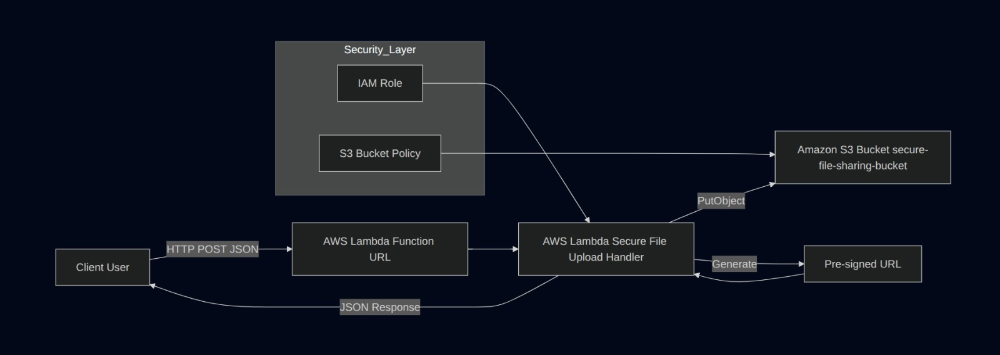 Security_Layer
IAM Role
S3 Bucket Policy
Amazon S3 Bucket secure-
file-sharing-bucket
PutObject
HTTP POST JSON
AWS Lambda Function
URL
AWS Lambda Secure File
Upload Handler
Client User
Generate
Pre-signed URL
JSON Response